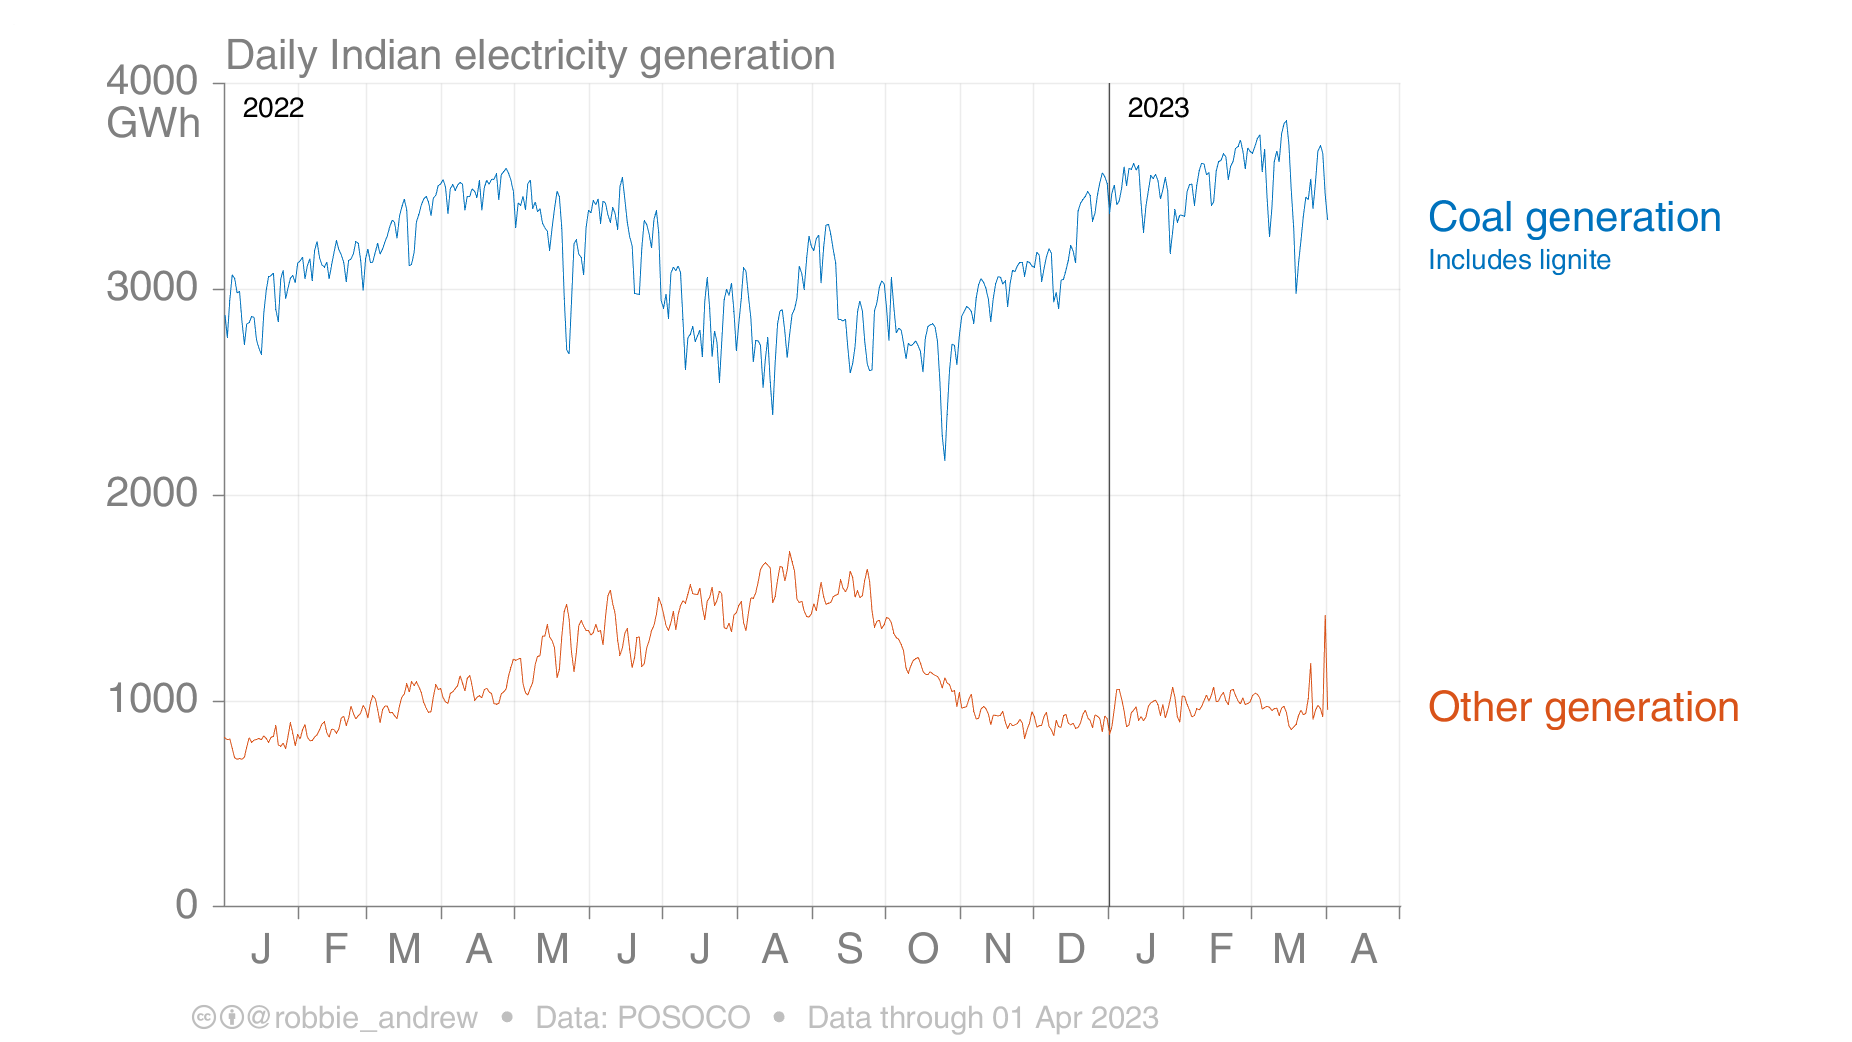 Daily Indian electricity generation
4000
GWh
2022
2023
3000
2000
1000
0
Coal generation
Includes lignite
Other generation
J F M A M J J A S O N D J F M A
cc @robbie_andrew • Data: POSOCO • Data through 01 Apr 2023